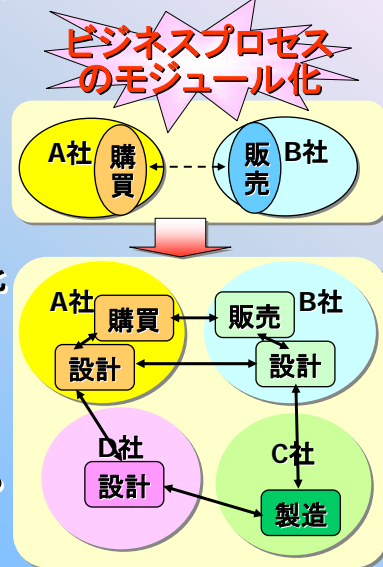 ビジネスプロセス
のモジュール化
A社
購買
販売
B社
A社
購買
販売
B社
設計
設計
D社
C社
設計
製造